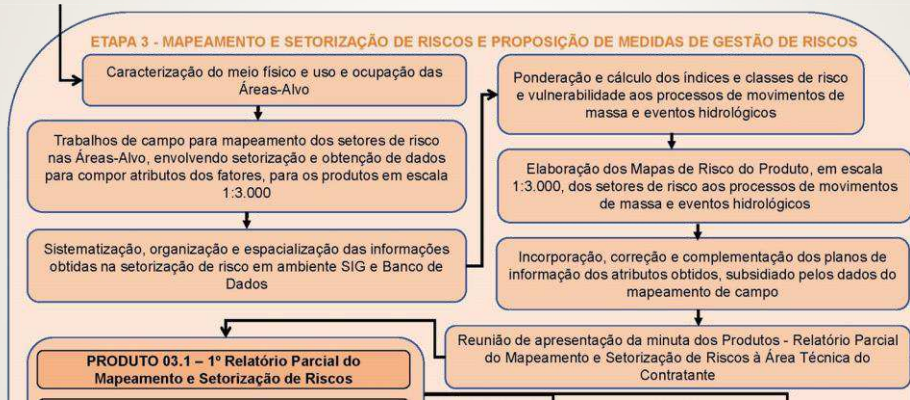 ETAPA 3 - MAPEAMENTO E SETORIZAÇÃO DE RISCOS E PROPOSIÇÃO DE MEDIDAS DE GESTÃO DE RISCOS
Caracterização do meio físico e uso e ocupação das
Áreas-Alvo
Trabalhos de campo para mapeamento dos setores de risco
nas Áreas-Alvo, envolvendo setorização e obtenção de dados
para compor atributos dos fatores, para os produtos em escala
1:3.000
Sistematização, organização e espacialização das informações
obtidas na setorização de risco em ambiente SIG e Banco de
Dados
Ponderação e cálculo dos índices e classes de risco
e vulnerabilidade aos processos de movimentos de
massa e eventos hidrológicos
Elaboração dos Mapas de Risco do Produto, em escala
1:3.000, dos setores de risco aos processos de movimentos
de massa e eventos hidrológicos
Incorporação, correção e complementação dos planos de
informação dos atributos obtidos, subsidiado pelos dados do
mapeamento de campo
Reunião de apresentação da minuta dos Produtos - Relatório Parcial
do Mapeamento e Setorização de Riscos à Área Técnica do
Contratante
PRODUTO 03.1 – 1º Relatório Parcial do
Mapeamento e Setorização de Riscos